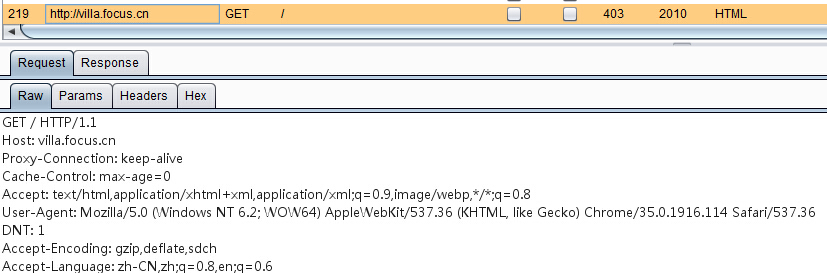 219 http://villa.focus.cn GET / 403 2010 HTML
Request Response
Raw Params Headers Hex
GET / HTTP/1.1
Host: villa.focus.cn
Proxy-Connection: keep-alive
Cache-Control: max-age=0
Accept: text/html,application/xhtml+xml,application/xml;q=0.9,image/webp,*/*;q=0.8
User-Agent: Mozilla/5.0 (Windows NT 6.2; WOW64) AppleWebKit/537.36 (KHTML, like Gecko) Chrome/35.0.1916.114 Safari/537.36
DNT: 1
Accept-Encoding: gzip,deflate,sdch
Accept-Language: zh-CN,zh;q=0.8,en;q=0.6